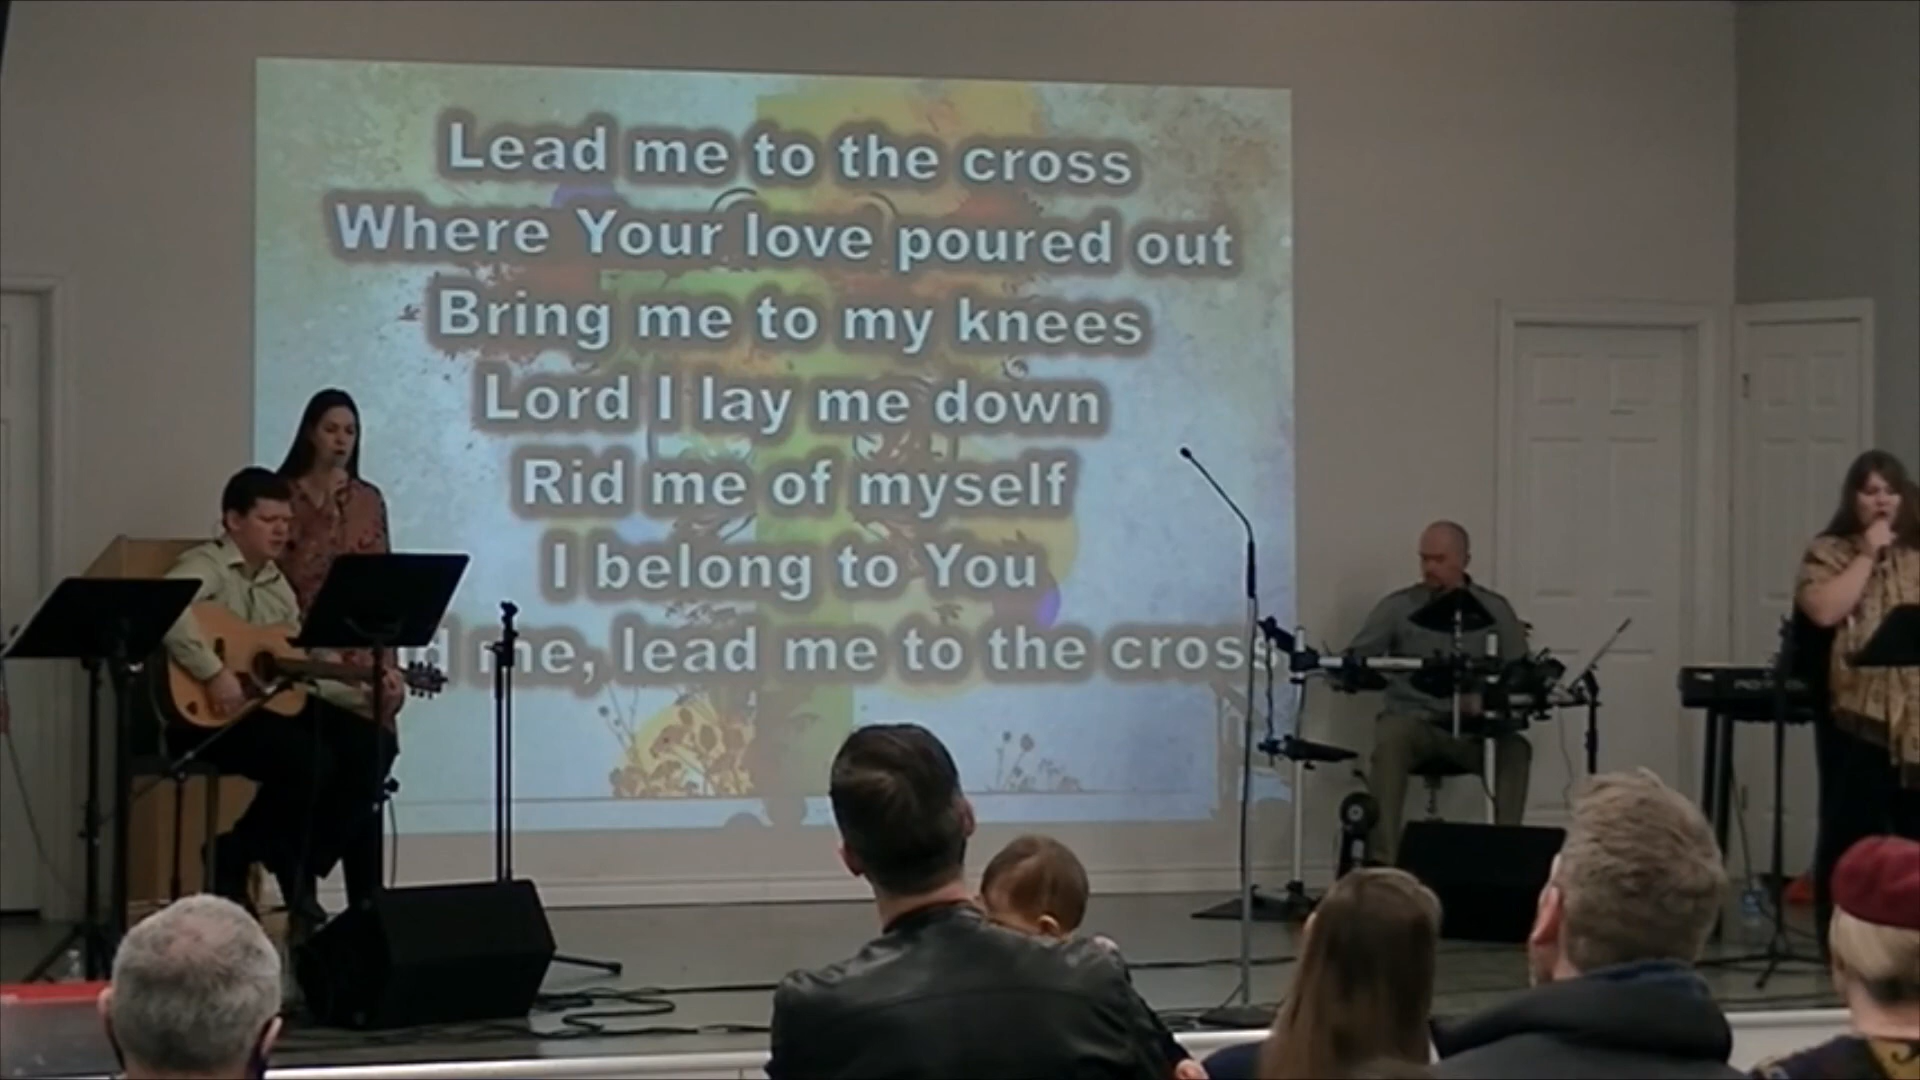 Lead me to the cross
Where Your love poured out
Bring me to my knees
Lord I lay me down
Rid me of myself
I belong to You
me, lead me to the cross